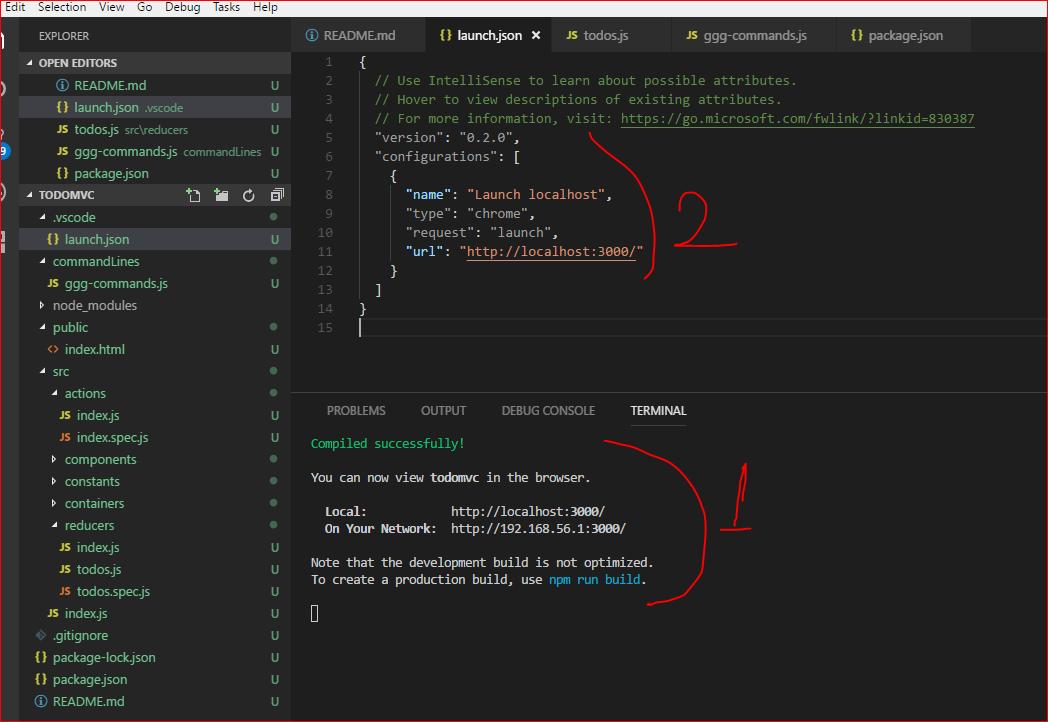 Edit Selection View Go Debug Tasks Help
EXPLORER
OPEN EDITORS
README.md U
launch.json .vscode U
todos.js src\reducers U
JS ggg-commands.js commandLines U
package.json U
9
TODOMVC
.vscode
launch.json U
commandLines
JS ggg-commands.js U
node_modules
public
index.html U
src
actions
JS index.js U
JS index.spec.js U
components
constants
containers
reducers
JS index.js U
JS todos.js U
JS todos.spec.js U
JS index.js U
.gitignore U
{} package-lock.json U
{} package.json U
README.md U
README.md {} launch.json × JS todos.js JS ggg-commands.js {} package.json
1 {
2 // Use IntelliSense to learn about possible attributes.
3 // Hover to view descriptions of existing attributes.
4 // For more information, visit: https://go.microsoft.com/fwlink/?linkid=830387
5 "version": "0.2.0",
6 "configurations": [
7 {
8 "name": "Launch localhost",
9 "type": "chrome",
10 "request": "launch",
11 "url": "http://localhost:3000/"
12 }
13 ]
14 }
15
2
PROBLEMS OUTPUT DEBUG CONSOLE TERMINAL
Compiled successfully!
You can now view todomvc in the browser.
Local: http://localhost:3000/
On Your Network: http://192.168.56.1:3000/
Note that the development build is not optimized.
To create a production build, use npm run build.
1